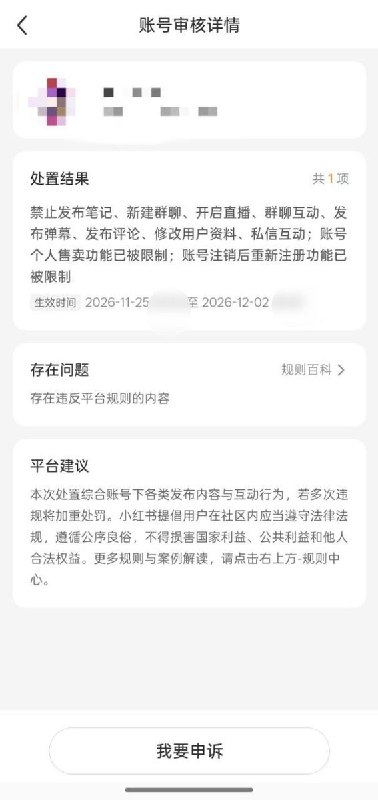 账号审核详情
处置结果
共1项
禁止发布笔记、新建群聊、开启直播、群聊互动、发
布弹幕、发布评论、修改用户资料、私信互动；账号
个人售卖功能已被限制；账号注销后重新注册功能已
被限制
生效时间 2026-11-25 至 2026-12-02
存在问题
规则百科
存在违反平台规则的内容
平台建议
本次处置综合账号下各类发布内容与互动行为，若多次违
规将加重处罚。小红书提倡用户在社区内应当遵守法律法
规，遵循公序良俗，不得损害国家利益、公共利益和他人
合法权益。更多规则与案例解读，请点击右上方-规则中
心。
我要申诉